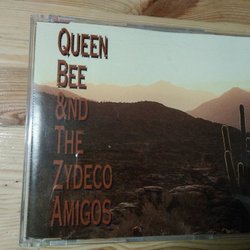 Queen
Bee
&nd
The
Zydeco
Amigos